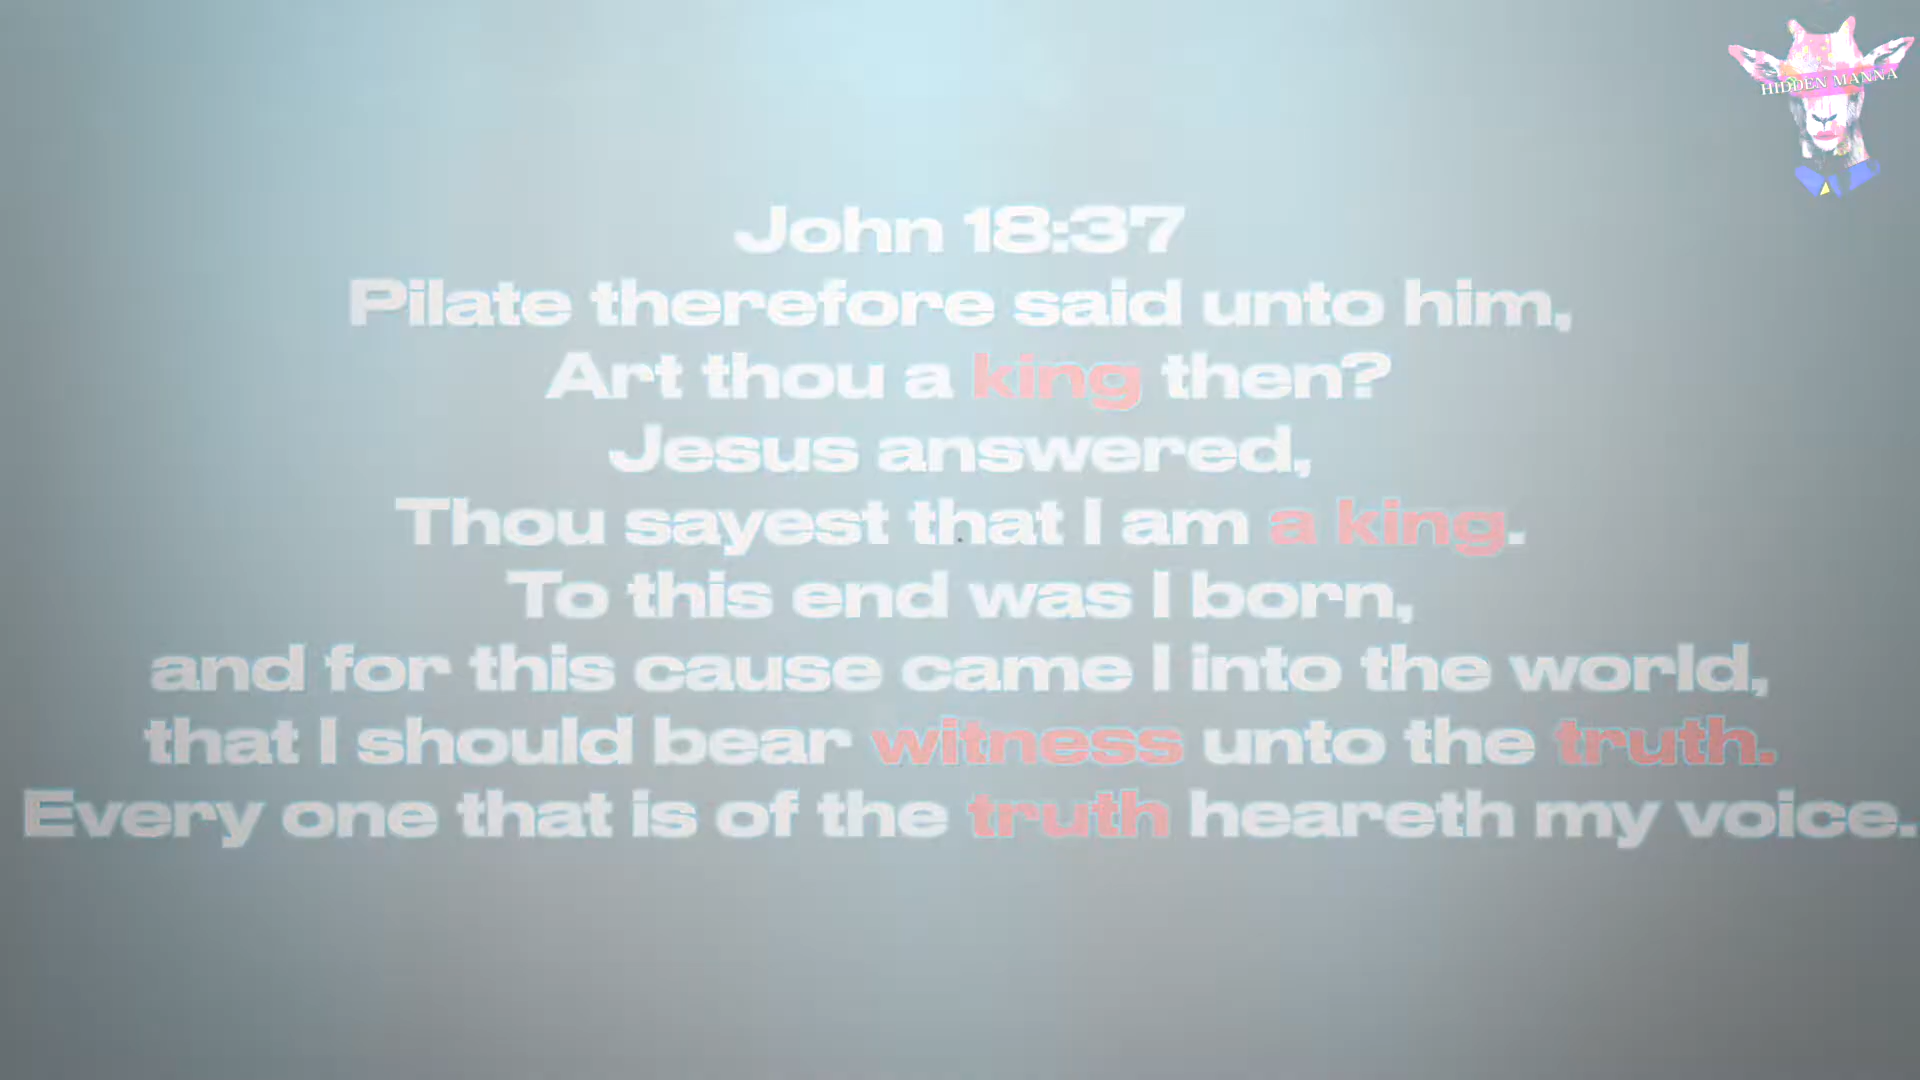 HIDDEN MANNA
John 18:37
Pilate therefore said unto him,
Art thou a king then?
Jesus answered,
Thou sayest that I am a king.
To this end was I born,
and for this cause came I into the world,
that I should bear witness unto the truth.
Every one that is of the truth heareth my voice.